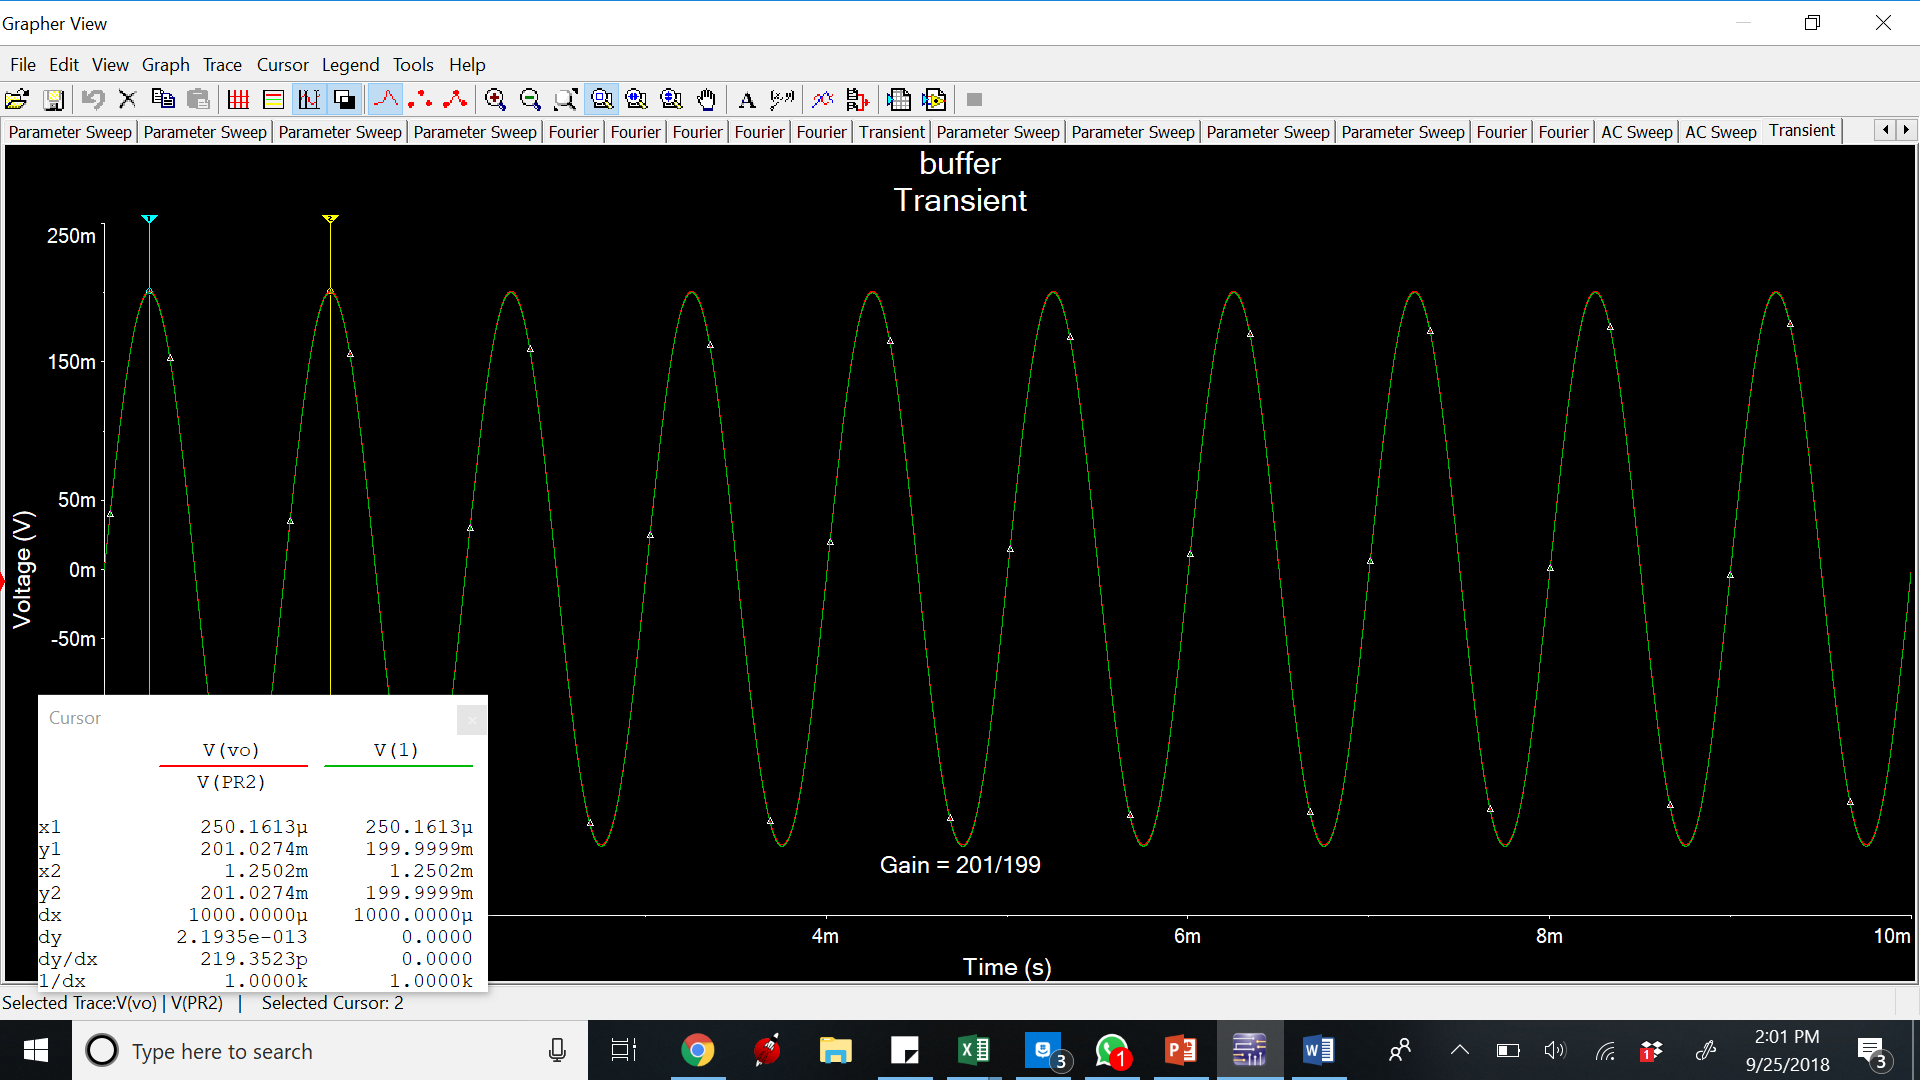 Grapher View
File Edit View Graph Trace Cursor Legend Tools Help
Parameter Sweep Parameter Sweep Parameter Sweep Parameter Sweep Fourier Fourier Fourier Fourier Fourier Transient Parameter Sweep Parameter Sweep Parameter Sweep Parameter Sweep Fourier Fourier AC Sweep AC Sweep Transient
buffer
Transient
1 2
250m
150m
50m
0m
-50m
Voltage (V)
Gain = 201/199
4m 6m 8m 10m
Time (s)
Cursor
V(vo) V(1)
V(PR2)
x1 250.1613µ 250.1613µ
y1 201.0274m 199.9999m
x2 1.2502m 1.2502m
y2 201.0274m 199.9999m
dx 1000.0000µ 1000.0000µ
dy 2.1935e-013 0.0000
dy/dx 219.3523p 0.0000
1/dx 1.0000k 1.0000k
Selected Trace:V(vo) | V(PR2) | Selected Cursor: 2
Type here to search
3
1
1
2:01 PM
9/25/2018
3